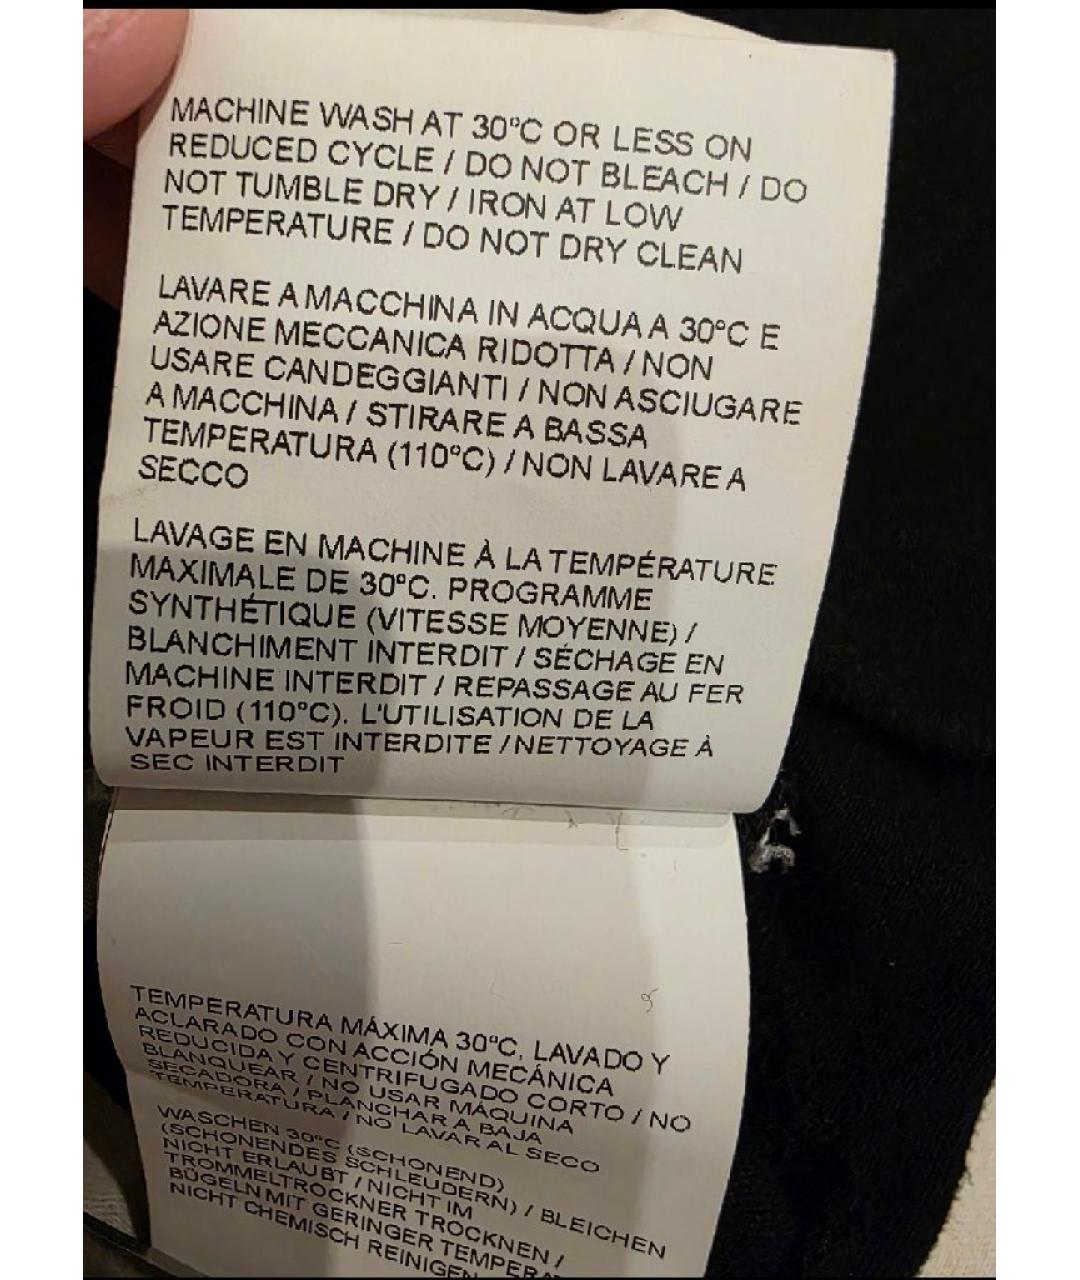 MACHINE WASH AT 30°C OR LESS ON
REDUCED CYCLE / DO NOT BLEACH / DO
NOT TUMBLE DRY / IRON AT LOW
TEMPERATURE / DO NOT DRY CLEAN
LAVARE A MACCHINA IN ACQUA A 30°C E
AZIONE MECCANICA RIDOTTA / NON
USARE CANDEGGIANTI / NON ASCIUGARE
A MACCHINA / STIRARE A BASSA
TEMPERATURA (110°C) / NON LAVARE A
SECCO
LAVAGE EN MACHINE À LA TEMPÉRATURE
MAXIMALE DE 30°C. PROGRAMME
SYNTHÉTIQUE (VITESSE MOYENNE) /
BLANCHIMENT INTERDIT / SÉCHAGE EN
MACHINE INTERDIT / REPASSAGE AU FER
FROID (110°C). L'UTILISATION DE LA
VAPEUR EST INTERDITE / NETTOYAGE À
SEC INTERDIT
TEMPERATURA MÁXIMA 30°C, LAVADO Y
ACLARADO CON ACCIÓN MECÁNICA
REDUCIDA Y CENTRIFUGADO CORTO / NO
BLANQUEAR / NO USAR MÁQUINA
SECADORA / PLANCHAR A BAJA
TEMPERATURA / NO LAVAR AL SECO
WASCHEN 30°C (SCHONEND)
(SCHONENDES SCHLEUDERN) / BLEICHEN
NICHT ERLAUBT / NICHT IM
TROMMELTROCKNER TROCKNEN /
BÜGELN MIT GERINGER TEMPERA
NICHT CHEMISCH REINIGEN